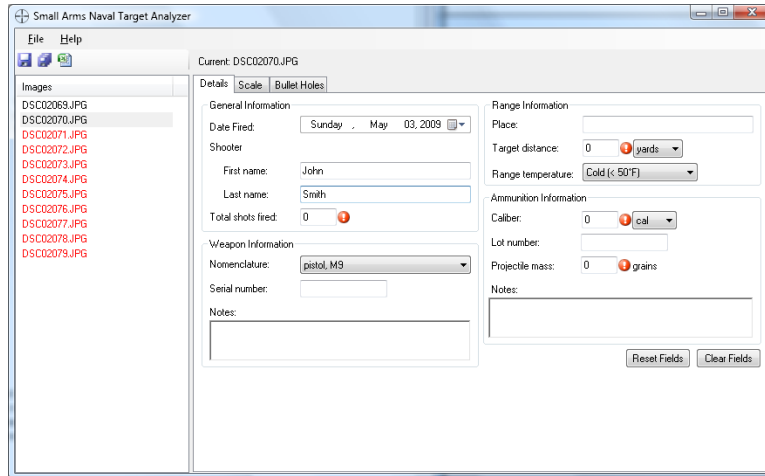 Small Arms Naval Target Analyzer
File Help
Current: DSC02070.JPG
Images
DSC02069.JPG
DSC02070.JPG
DSC02071.JPG
DSC02072.JPG
DSC02073.JPG
DSC02074.JPG
DSC02075.JPG
DSC02076.JPG
DSC02077.JPG
DSC02078.JPG
DSC02079.JPG
Details Scale Bullet Holes
General Information
Date Fired: Sunday , May 03, 2009
Shooter
First name: John
Last name: Smith
Total shots fired: 0
Weapon Information
Nomenclature: pistol, M9
Serial number:
Notes:
Range Information
Place:
Target distance: 0 yards
Range temperature: Cold (< 50°F)
Ammunition Information
Caliber: 0 cal
Lot number:
Projectile mass: 0 grains
Notes:
Reset Fields Clear Fields